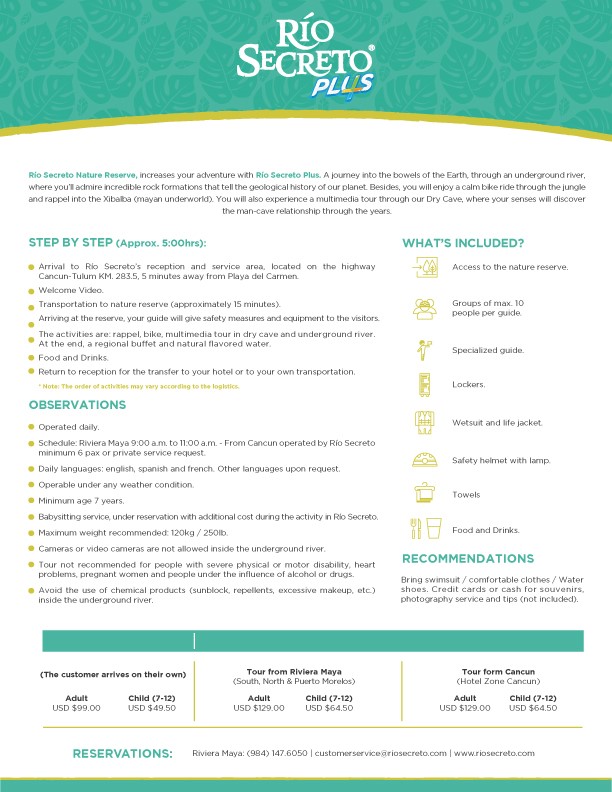 RÍO
SECRETO®
PLUS
Río Secreto Nature Reserve, increases your adventure with Río Secreto Plus. A journey into the bowels of the Earth, through an underground river,
where you'll admire incredible rock formations that tell the geological history of our planet. Besides, you will enjoy a calm bike ride through the jungle
and rappel into the Xibalba (mayan underworld). You will also experience a multimedia tour through our Dry Cave, where your senses will discover
the man-cave relationship through the years.
STEP BY STEP (Approx. 5:00hrs):
Arrival to Río Secreto's reception and service area, located on the highway
Cancun-Tulum KM. 283.5, 5 minutes away from Playa del Carmen.
Welcome Video.
Transportation to nature reserve (approximately 15 minutes).
Arriving at the reserve, your guide will give safety measures and equipment to the visitors.
The activities are: rappel, bike, multimedia tour in dry cave and underground river.
At the end, a regional buffet and natural flavored water.
Food and Drinks.
Return to reception for the transfer to your hotel or to your own transportation.
* Note: The order of activities may vary according to the logistics.
OBSERVATIONS
Operated daily.
Schedule: Riviera Maya 9:00 a.m. to 11:00 a.m. - From Cancun operated by Río Secreto
minimum 6 pax or private service request.
Daily languages: english, spanish and french. Other languages upon request.
Operable under any weather condition.
Minimum age 7 years.
Babysitting service, under reservation with additional cost during the activity in Río Secreto.
Maximum weight recommended: 120kg / 250lb.
Cameras or video cameras are not allowed inside the underground river.
Tour not recommended for people with severe physical or motor disability, heart
problems, pregnant women and people under the influence of alcohol or drugs.
Avoid the use of chemical products (sunblock, repellents, excessive makeup, etc.)
inside the underground river.
WHAT'S INCLUDED?
Access to the nature reserve.
Groups of max. 10
people per guide.
Specialized guide.
Lockers.
Wetsuit and life jacket.
Safety helmet with lamp.
Towels
Food and Drinks.
RECOMMENDATIONS
Bring swimsuit / comfortable clothes / Water
shoes. Credit cards or cash for souvenirs,
photography service and tips (not included).
(The customer arrives on their own)
Adult Child (7-12)
USD $99.00 USD $49.50
Tour from Riviera Maya
(South, North & Puerto Morelos)
Adult Child (7-12)
USD $129.00 USD $64.50
Tour form Cancun
(Hotel Zone Cancun)
Adult Child (7-12)
USD $129.00 USD $64.50
RESERVATIONS: Riviera Maya: (984) 147.6050 | customerservice@riosecreto.com | www.riosecreto.com